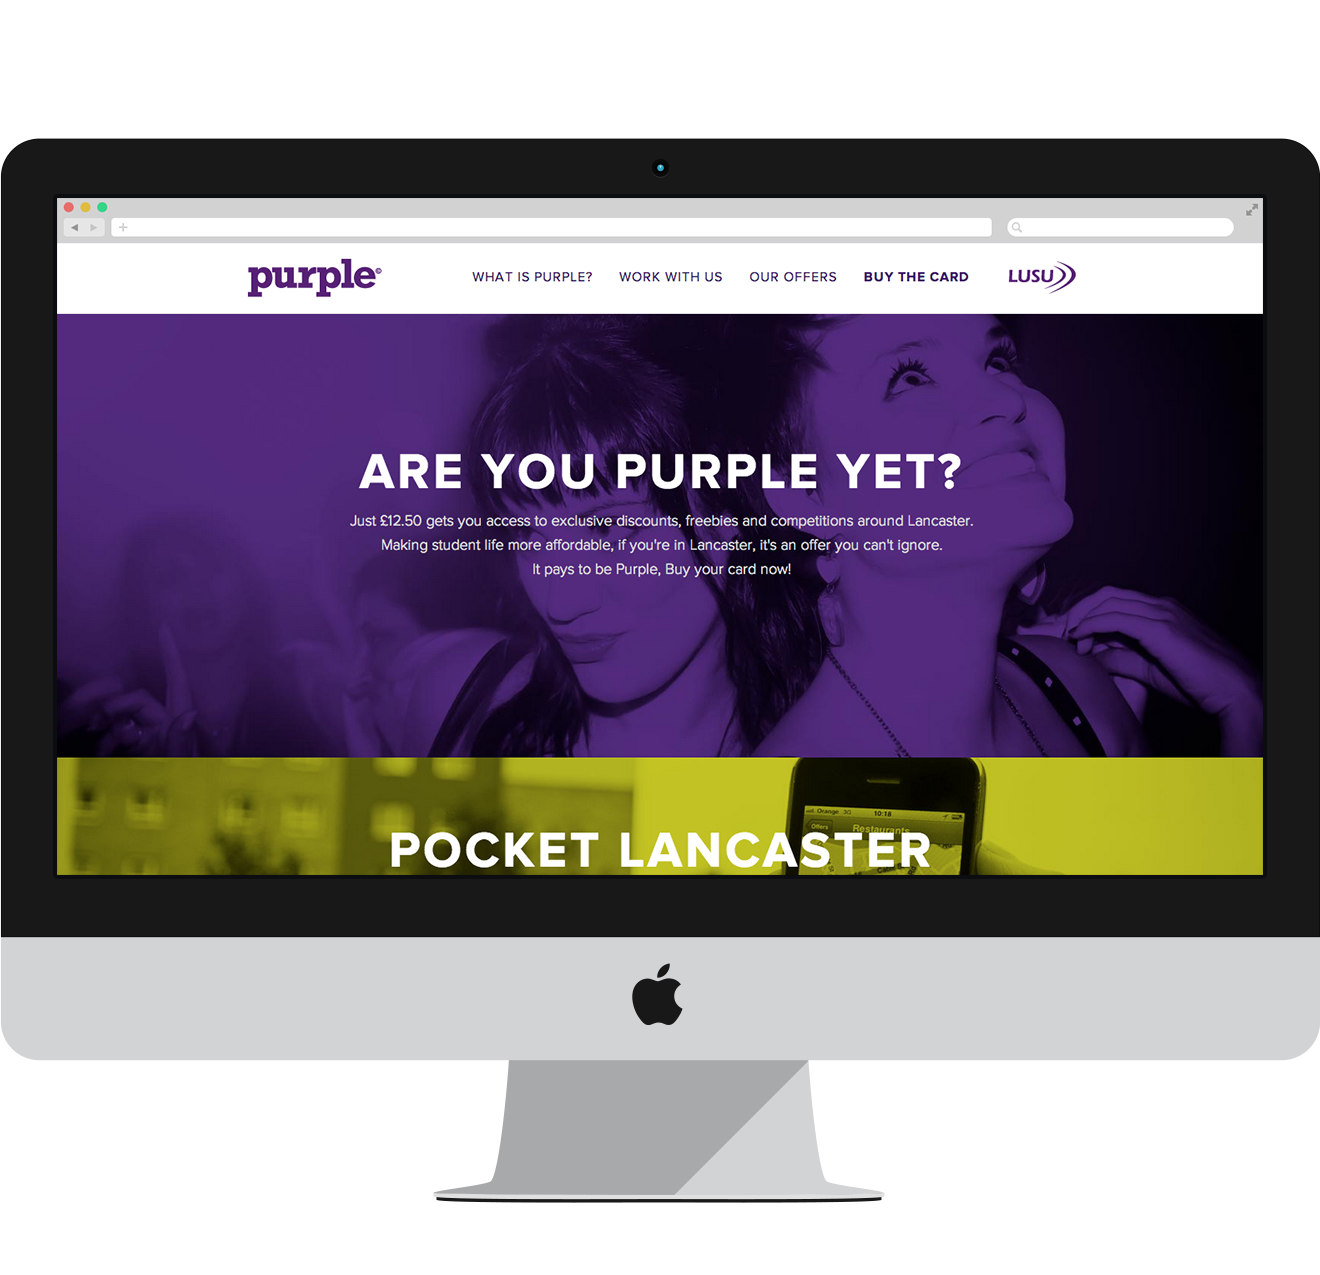 purple©
WHAT IS PURPLE? WORK WITH US OUR OFFERS BUY THE CARD
LUSU
ARE YOU PURPLE YET?
Just £12.50 gets you access to exclusive discounts, freebies and competitions around Lancaster.
Making student life more affordable, if you're in Lancaster, it's an offer you can't ignore.
It pays to be Purple, Buy your card now!
Orange 3G 10:18
Offers Restaurants
POCKET LANCASTER